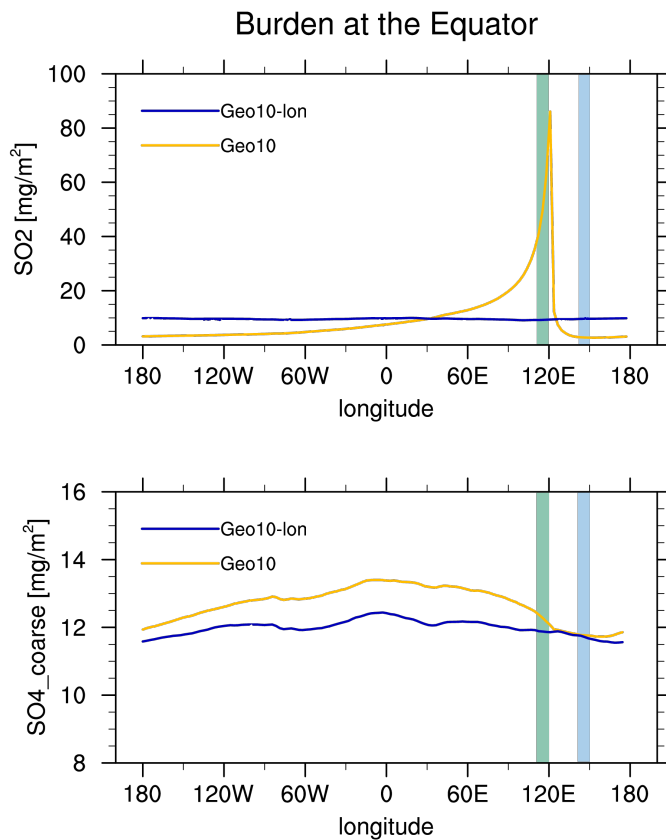 Burden at the Equator
SO2 [mg/m²]
100
80
60
40
20
0
Geo10-lon
Geo10
180 120W 60W 0 60E 120E 180
longitude
SO4_coarse [mg/m²]
16
14
12
10
8
Geo10-lon
Geo10
180 120W 60W 0 60E 120E 180
longitude